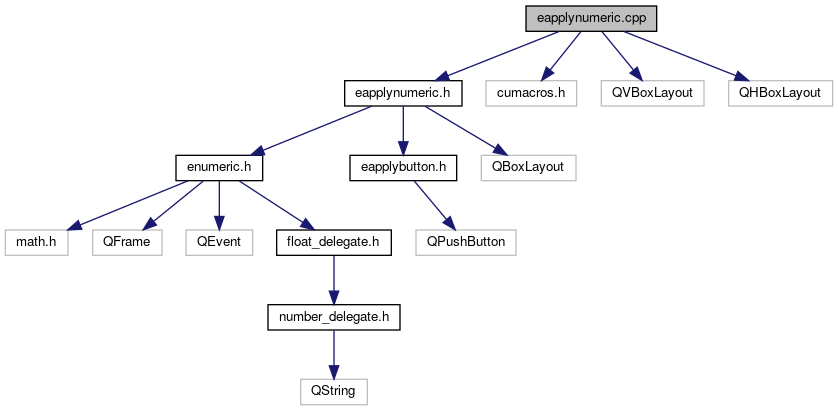 eapplynumeric.cpp
eapplynumeric.h
cumacros.h
QVBoxLayout
QHBoxLayout
enumeric.h
eapplybutton.h
QBoxLayout
math.h
QFrame
QEvent
float_delegate.h
QPushButton
number_delegate.h
QString